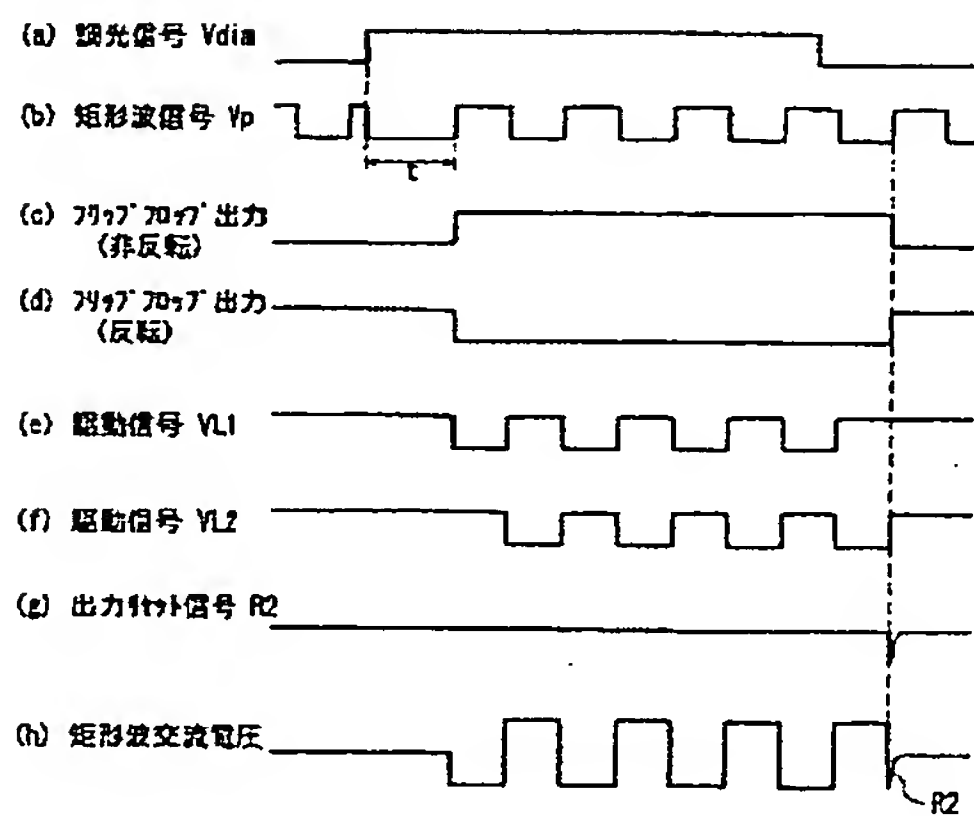 (a) 調光信号 Vdim
(b) 矩形波信号 Vp
t
(c) ﾌﾘｯﾌﾟﾌﾛｯﾌﾟ出力
(非反転)
(d) ﾌﾘｯﾌﾟﾌﾛｯﾌﾟ出力
(反転)
(e) 駆動信号 VL1
(f) 駆動信号 VL2
(g) 出力ﾘｾｯﾄ信号 R2
(h) 矩形波交流電圧
R2